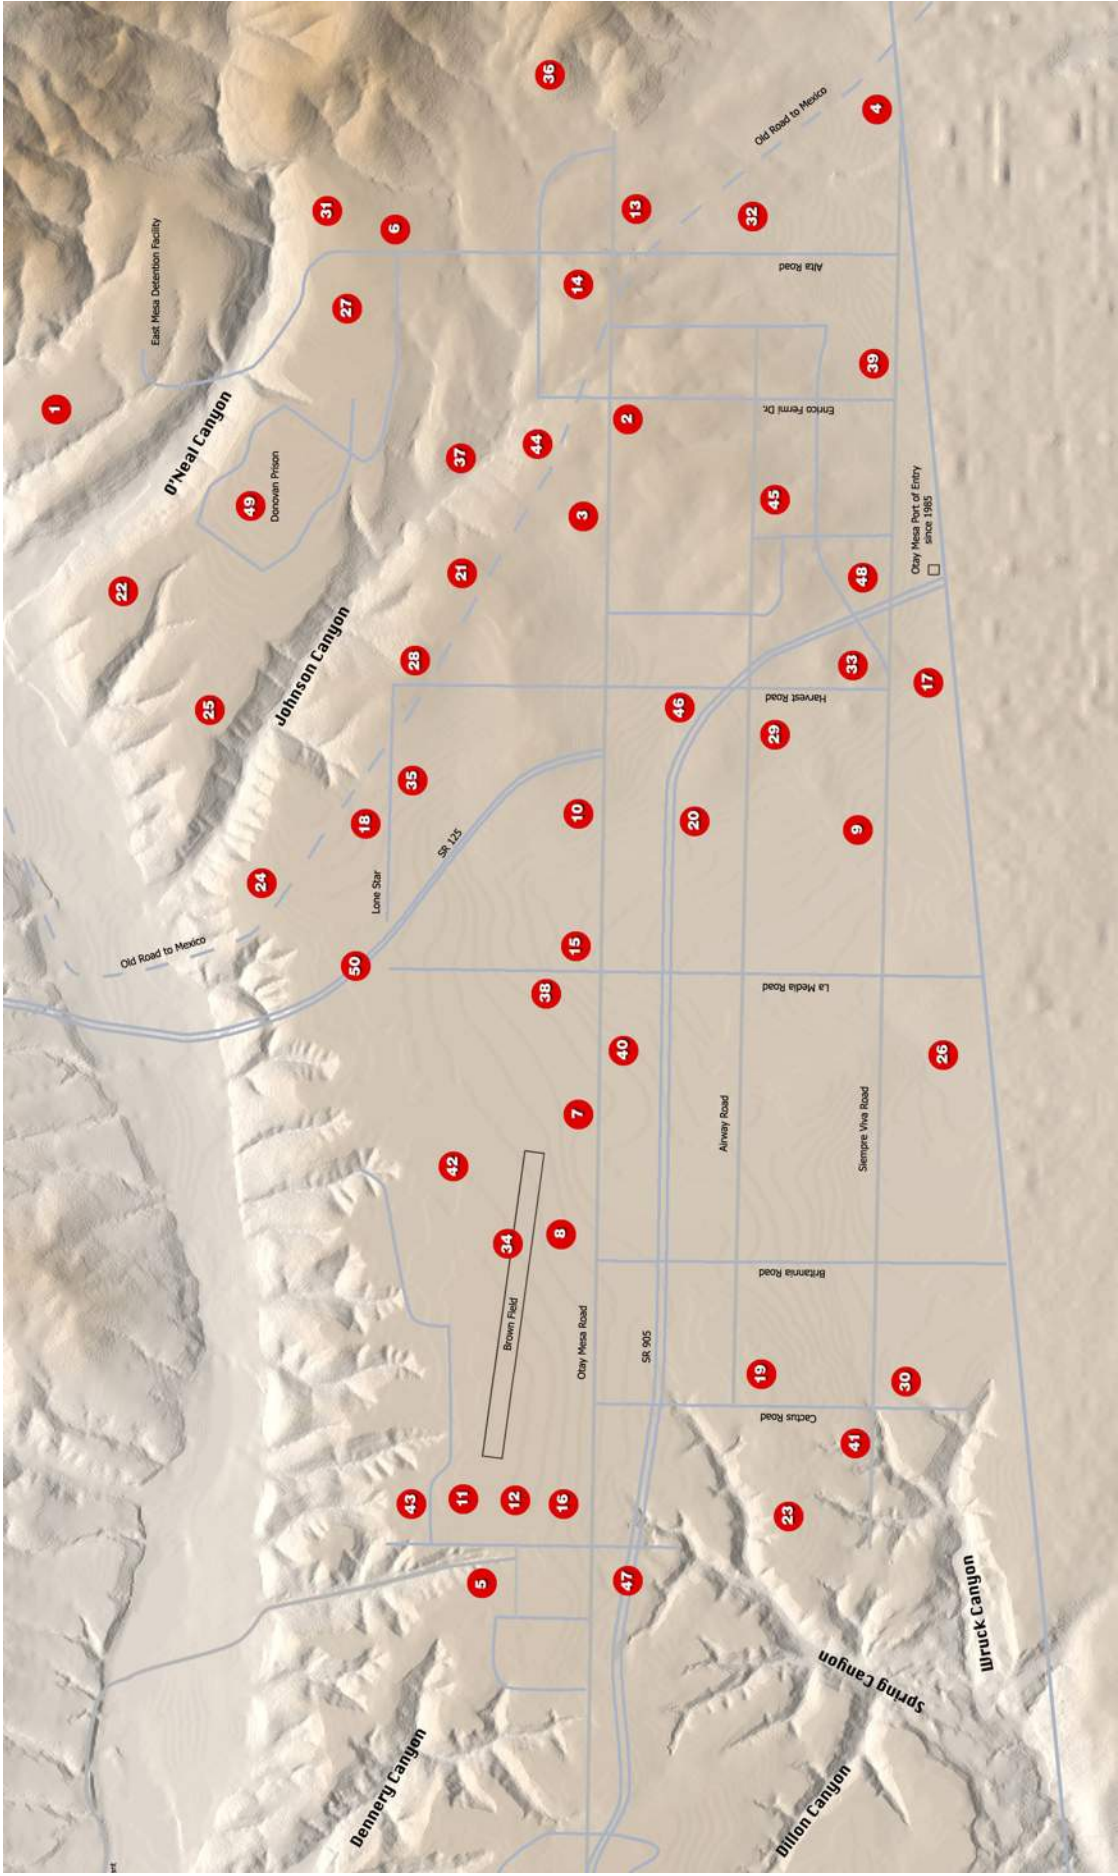 1
22
East Mesa Detention Facility
Old Road to Mexico
O'Neal Canyon
25
49
24
Donovan Prison
Johnson Canyon
31
27
50
18
Lone Star
Dennery Canyon
6
43
35
28
SR 125
42
21
37
11
5
34
Brown Field
12
44
38
36
8
16
15
7
10
14
Otay Mesa Road
3
40
47
2
13
SR 905
46
20
Airway Road
32
Old Road to Mexico
19
23
29
45
Cactus Road
Britannia Road
La Media Road
Harvest Road
Enrico Fermi Dr.
Alta Road
Dillon Canyon
41
33
9
48
Siempre Viva Road
Spring Canyon
39
4
30
Otay Mesa Port of Entry
since 1985
17
26
Wruck Canyon